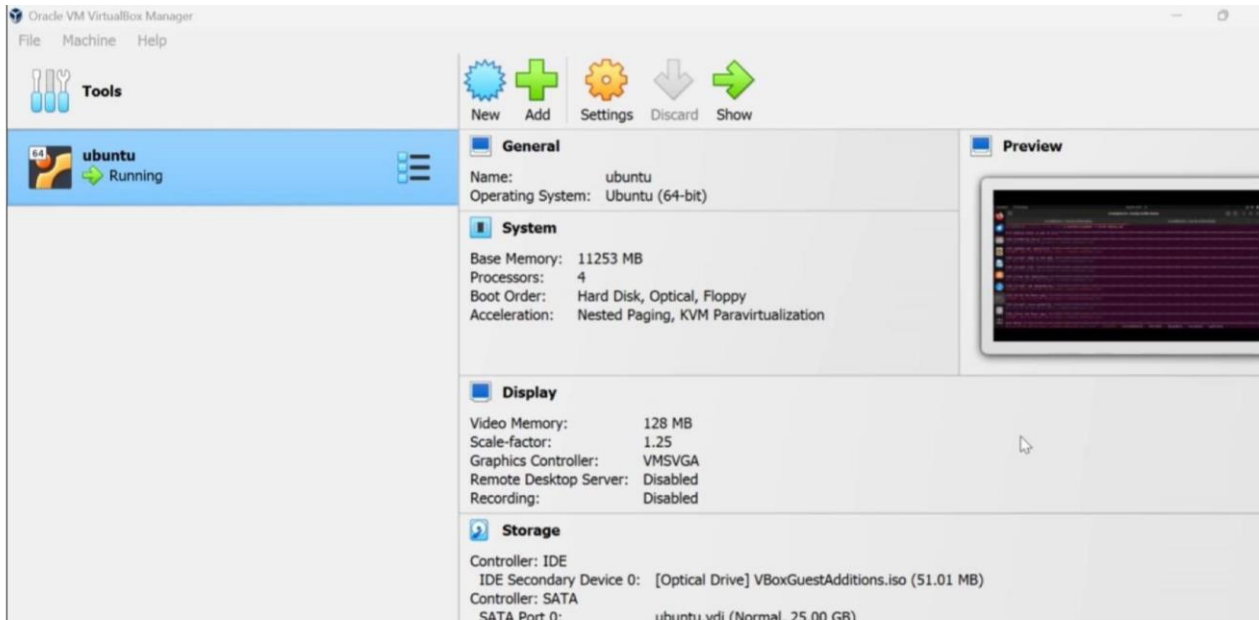 Oracle VM VirtualBox Manager
File Machine Help
Tools
New Add Settings Discard Show
64
ubuntu
Running
General
Name: ubuntu
Operating System: Ubuntu (64-bit)
System
Base Memory: 11253 MB
Processors: 4
Boot Order: Hard Disk, Optical, Floppy
Acceleration: Nested Paging, KVM Paravirtualization
Preview
Display
Video Memory: 128 MB
Scale-factor: 1.25
Graphics Controller: VMSVGA
Remote Desktop Server: Disabled
Recording: Disabled
Storage
Controller: IDE
IDE Secondary Device 0: [Optical Drive] VBoxGuestAdditions.iso (51.01 MB)
Controller: SATA
SATA Port 0: ubuntu.vdi (Normal, 25.00 GB)